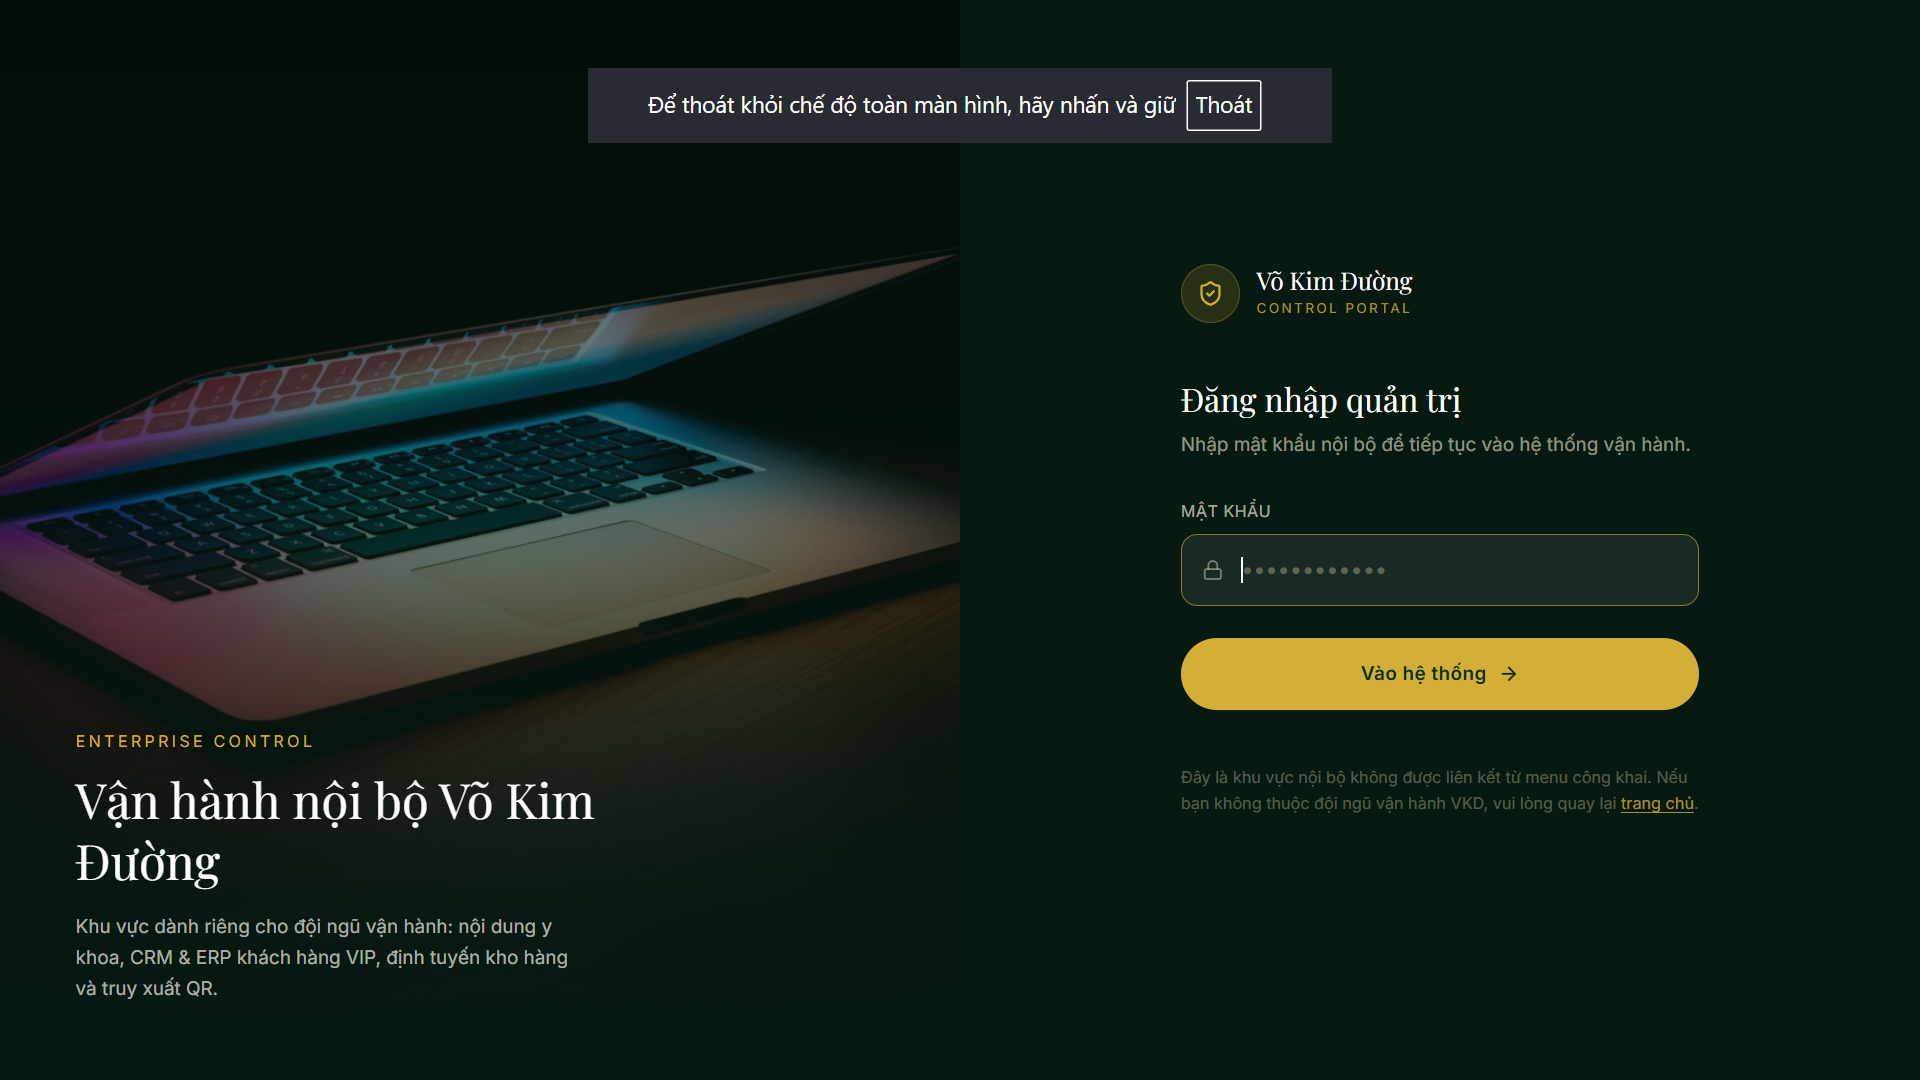 Để thoát khỏi chế độ toàn màn hình, hãy nhấn và giữ Thoát
Võ Kim Đường
CONTROL PORTAL
Đăng nhập quản trị
Nhập mật khẩu nội bộ để tiếp tục vào hệ thống vận hành.
MẬT KHẨU
••••••••••••
Vào hệ thống →
Đây là khu vực nội bộ không được liên kết từ menu công khai. Nếu
bạn không thuộc đội ngũ vận hành VKD, vui lòng quay lại trang chủ.
ENTERPRISE CONTROL
Vận hành nội bộ Võ Kim
Đường
Khu vực dành riêng cho đội ngũ vận hành: nội dung y
khoa, CRM & ERP khách hàng VIP, định tuyến kho hàng
và truy xuất QR.